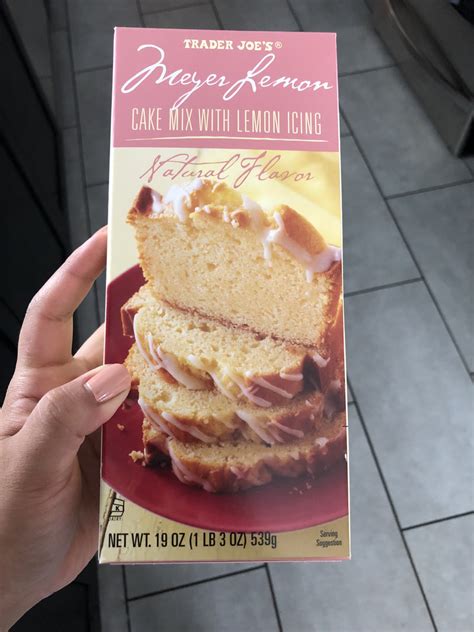 TRADER JOE'S®
Meyer Lemon
CAKE MIX WITH LEMON ICING
Natural Flavor
K
DAIRY
NET WT. 19 OZ (1 LB 3 OZ) 539g
Serving
Suggestion